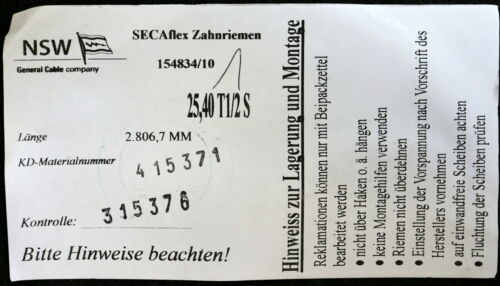 NSW
General Cable company
SECAflex Zahnriemen
154834/10
25,40 T1/2 S
Länge 2.806,7 MM
KD-Materialnummer 415371
Kontrolle: 315376
Bitte Hinweise beachten!
Hinweiss zur Lagerung und Montage
Reklamationen können nur mit Beipackzettel
bearbeitet werden
• nicht über Haken o. ä. hängen
• keine Montagehilfen verwenden
• Riemen nicht überdehnen
• Einstellung der Vorspannung nach Vorschrift des
Herstellers vornehmen
• auf einwandfreie Scheiben achten
• Fluchtung der Scheiben prüfen